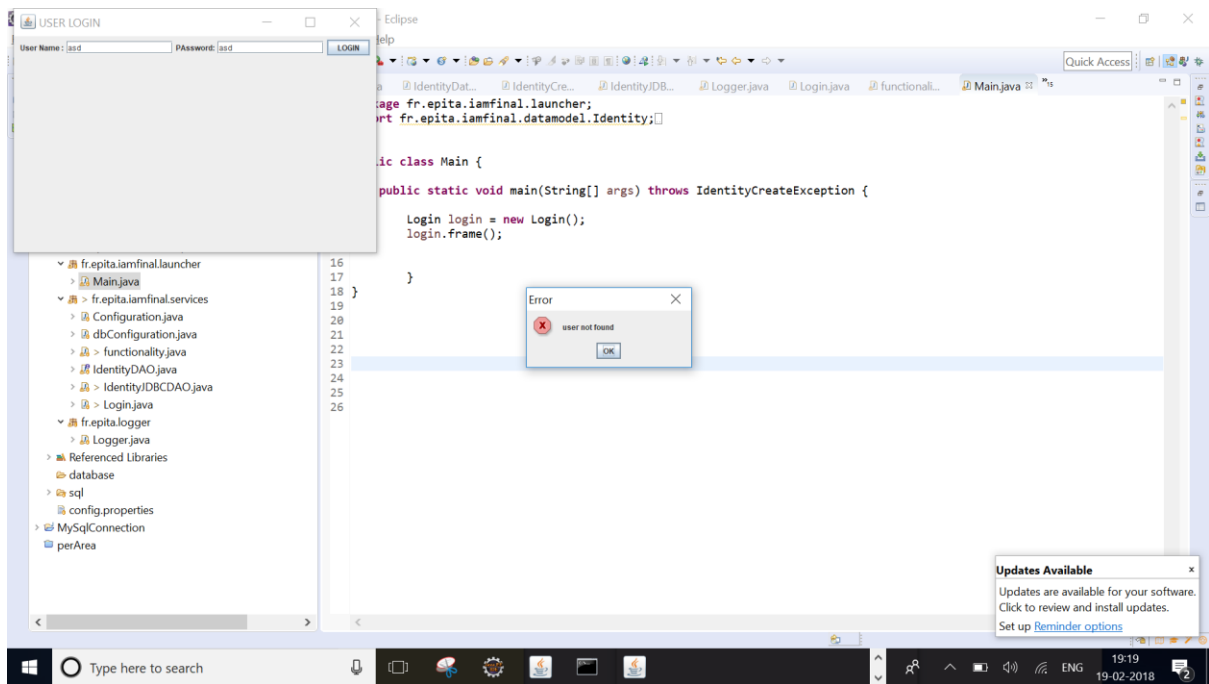 USER LOGIN
- Eclipse
User Name : asd PAssword: asd LOGIN
Help
Quick Access
IdentityDat... IdentityCre... IdentityJDB... Logger.java Login.java functionali... Main.java 15
age fr.epita.iamfinal.launcher;
ort fr.epita.iamfinal.datamodel.Identity;
ic class Main {
public static void main(String[] args) throws IdentityCreateException {
Login login = new Login();
login.frame();
16
17 }
18 }
19
20
21
22
23
24
25
26
fr.epita.iamfinal.launcher
Main.java
> fr.epita.iamfinal.services
Configuration.java
dbConfiguration.java
> functionality.java
IdentityDAO.java
> IdentityJDBCDAO.java
> Login.java
fr.epita.logger
Logger.java
Referenced Libraries
database
sql
config.properties
MySqlConnection
perArea
Error
user not found
OK
Updates Available x
Updates are available for your software.
Click to review and install updates.
Set up Reminder options
Type here to search
ENG
19:19
19-02-2018
2